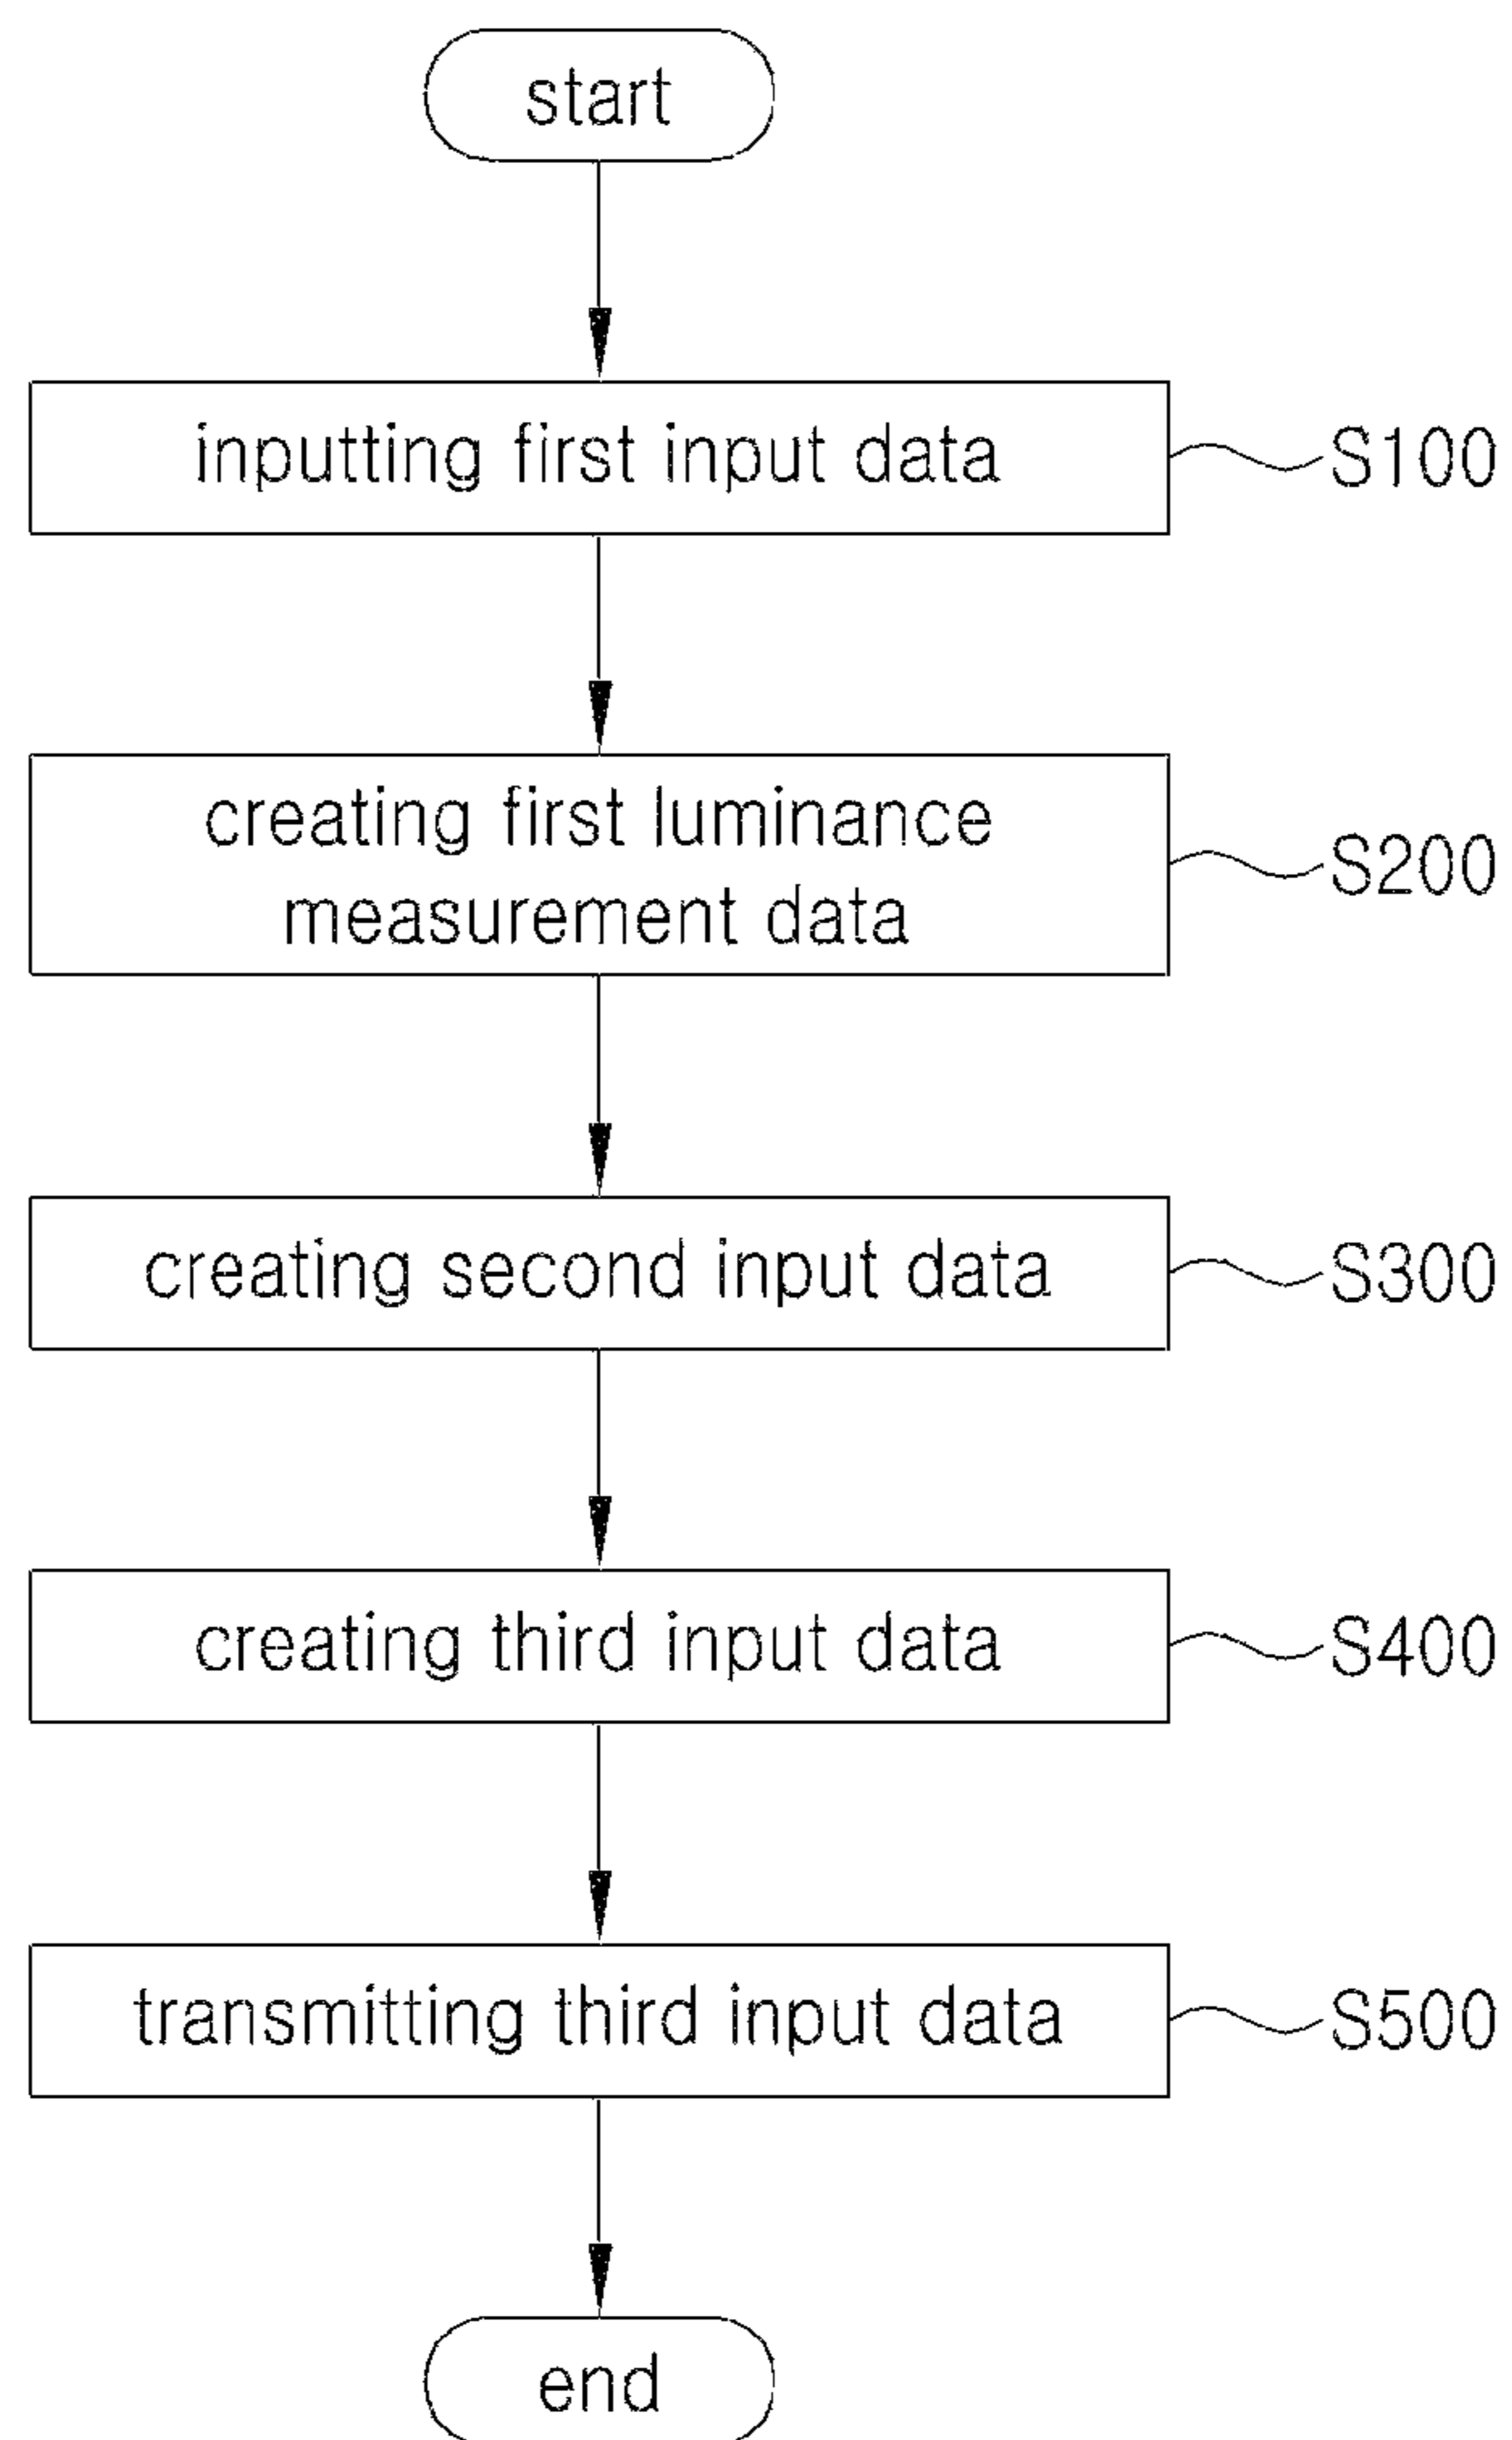 start
inputting first input data
S100
creating first luminance
measurement data
S200
creating second input data
S300
creating third input data
S400
transmitting third input data
S500
end